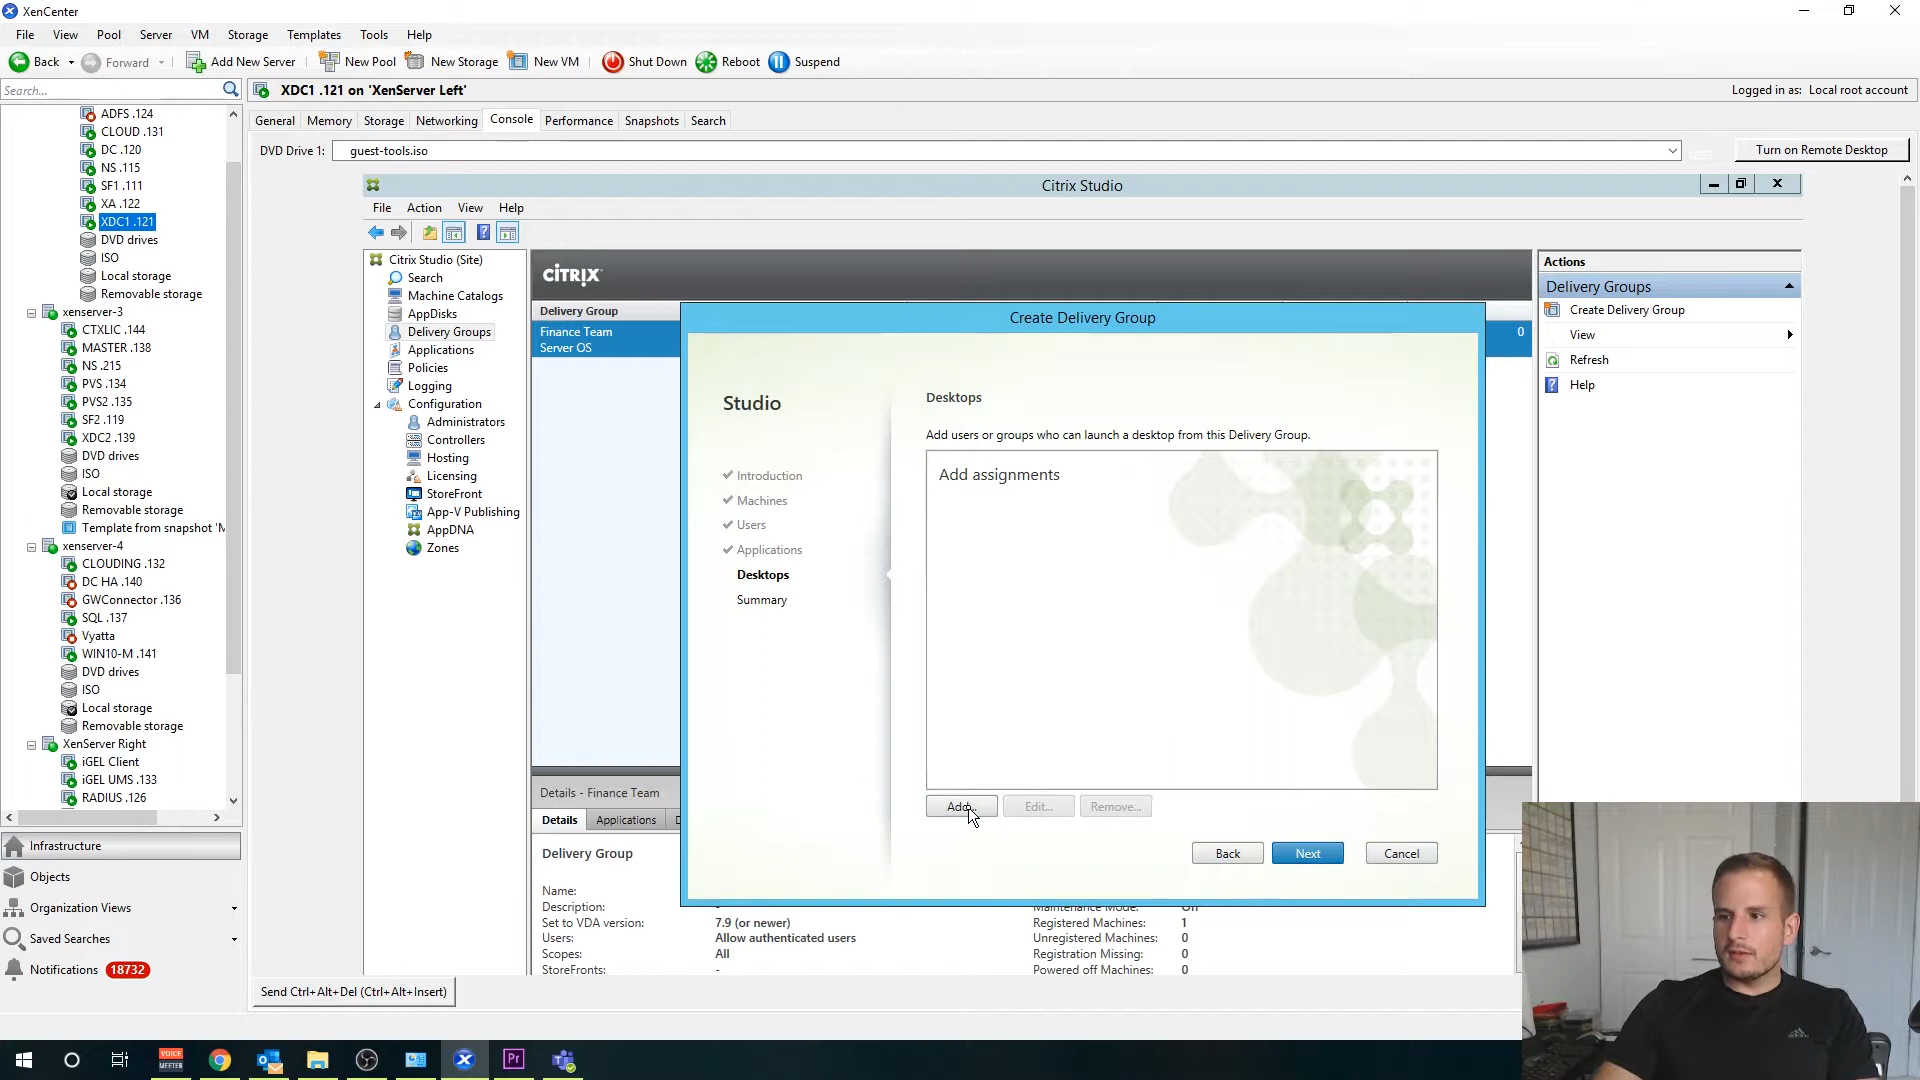 XenCenter
File View Pool Server VM Storage Templates Tools Help
Back Forward Add New Server New Pool New Storage New VM Shut Down Reboot Suspend
Search...
XDC1 .121 on 'XenServer Left'
Logged in as: Local root account
General Memory Storage Networking Console Performance Snapshots Search
DVD Drive 1: guest-tools.iso
Turn on Remote Desktop
ADFS .124
CLOUD .131
DC .120
NS .115
SF1 .111
XA .122
XDC1 .121
DVD drives
ISO
Local storage
Removable storage
xenserver-3
CTXLIC .144
MASTER .138
NS .215
PVS .134
PVS2 .135
SF2 .119
XDC2 .139
DVD drives
ISO
Local storage
Removable storage
Template from snapshot 'M
xenserver-4
CLOUDING .132
DC HA .140
GWConnector .136
SQL .137
Vyatta
WIN10-M .141
DVD drives
ISO
Local storage
Removable storage
XenServer Right
iGEL Client
iGEL UMS .133
RADIUS .126
Infrastructure
Objects
Organization Views
Saved Searches
Notifications 18732
Citrix Studio
File Action View Help
Citrix Studio (Site)
Search
Machine Catalogs
AppDisks
Delivery Groups
Applications
Policies
Logging
Configuration
Administrators
Controllers
Hosting
Licensing
StoreFront
App-V Publishing
AppDNA
Zones
CITRIX
Delivery Group
Finance Team
Server OS
0
Create Delivery Group
Studio
Introduction
Machines
Users
Applications
Desktops
Summary
Desktops
Add users or groups who can launch a desktop from this Delivery Group.
Add assignments
Add... Edit... Remove...
Back Next Cancel
Details - Finance Team
Details Applications D
Delivery Group
Name:
Description: -
Set to VDA version: 7.9 (or newer)
Users: Allow authenticated users
Scopes: All
StoreFronts: -
Maintenance Mode: Off
Registered Machines: 1
Unregistered Machines: 0
Registration Missing: 0
Powered off Machines: 0
Actions
Delivery Groups
Create Delivery Group
View
Refresh
Help
Send Ctrl+Alt+Del (Ctrl+Alt+Insert)
VOICE
MEETER
Pr